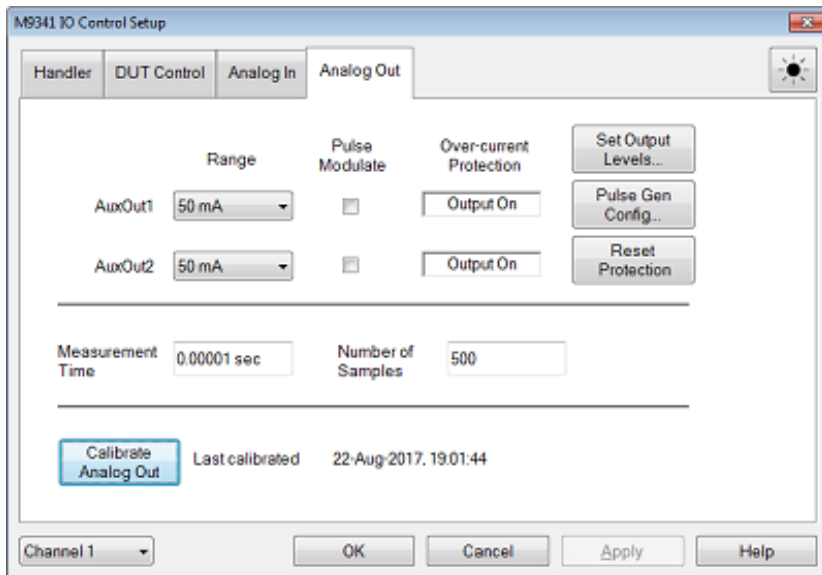 M9341 IO Control Setup
Handler
DUT Control
Analog In
Analog Out
Range
Pulse
Modulate
Over-current
Protection
Set Output
Levels...
AuxOut1
50 mA
Output On
Pulse Gen
Config...
AuxOut2
50 mA
Output On
Reset
Protection
Measurement
Time
0.00001 sec
Number of
Samples
500
Calibrate
Analog Out
Last calibrated
22-Aug-2017, 19:01:44
Channel 1
OK
Cancel
Apply
Help